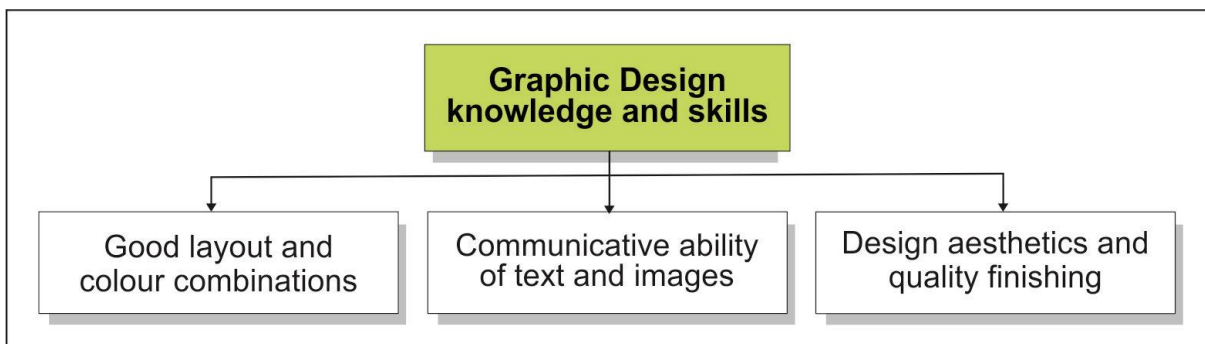 Graphic Design
knowledge and skills
Good layout and
colour combinations
Communicative ability
of text and images
Design aesthetics and
quality finishing